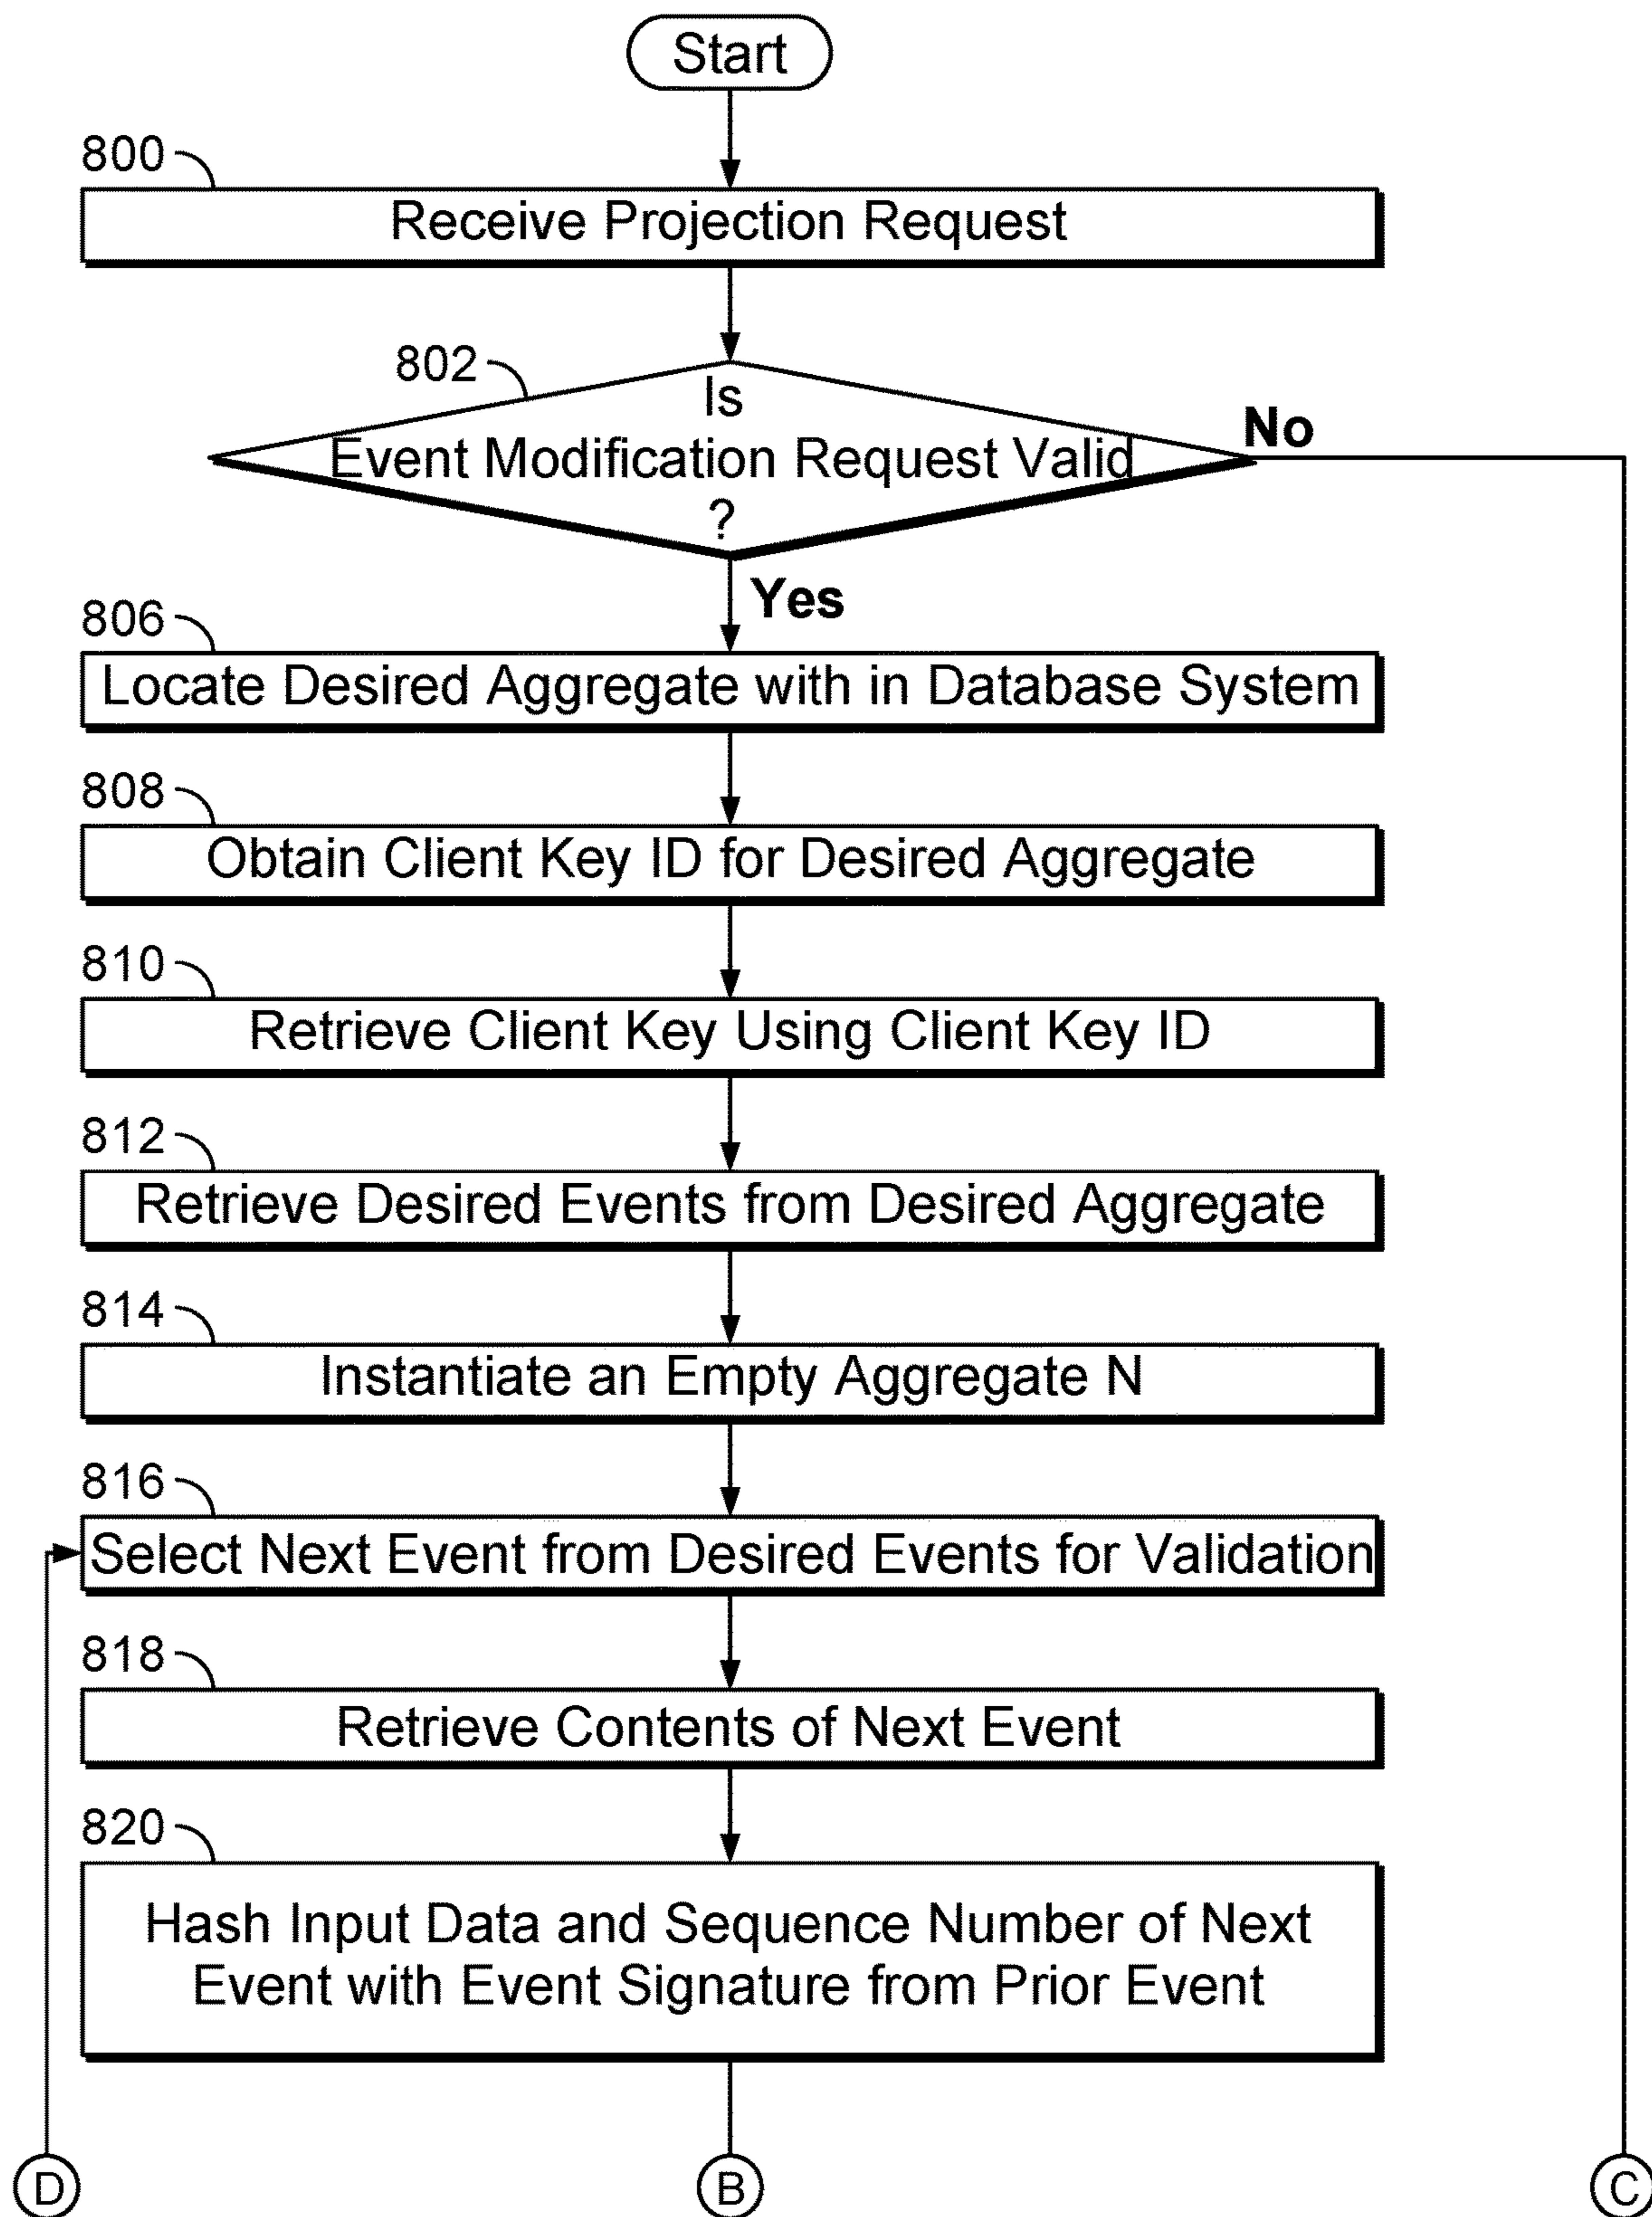 Start
800
Receive Projection Request
802
Is
Event Modification Request Valid
?
No
Yes
806
Locate Desired Aggregate with in Database System
808
Obtain Client Key ID for Desired Aggregate
810
Retrieve Client Key Using Client Key ID
812
Retrieve Desired Events from Desired Aggregate
814
Instantiate an Empty Aggregate N
816
Select Next Event from Desired Events for Validation
818
Retrieve Contents of Next Event
820
Hash Input Data and Sequence Number of Next
Event with Event Signature from Prior Event
D
B
C